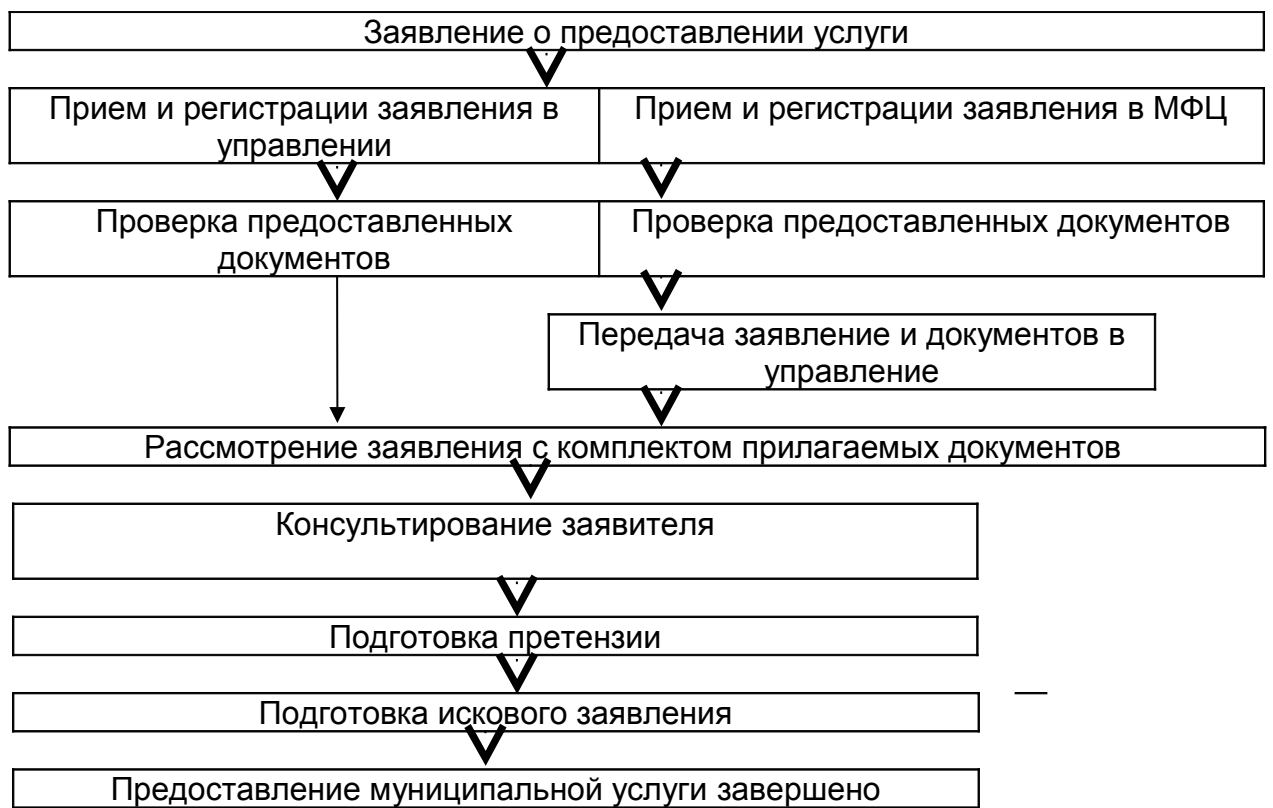 Заявление о предоставлении услуги
Прием и регистрации заявления в
управлении
Прием и регистрации заявления в МФЦ
Проверка предоставленных
документов
Проверка предоставленных документов
Передача заявление и документов в
управление
Рассмотрение заявления с комплектом прилагаемых документов
Консультирование заявителя
Подготовка претензии
Подготовка искового заявления
Предоставление муниципальной услуги завершено